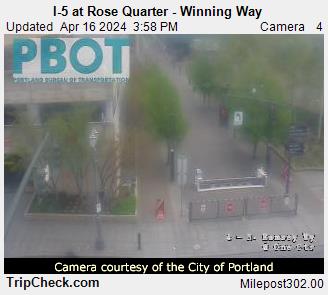 I-5 at Rose Quarter - Winning Way
Updated Apr 16 2024 3:58 PM Camera 4
PBOT
PORTLAND BUREAU OF TRANSPORTATION
Camera courtesy of the City of Portland
TripCheck.com Milepost302.00